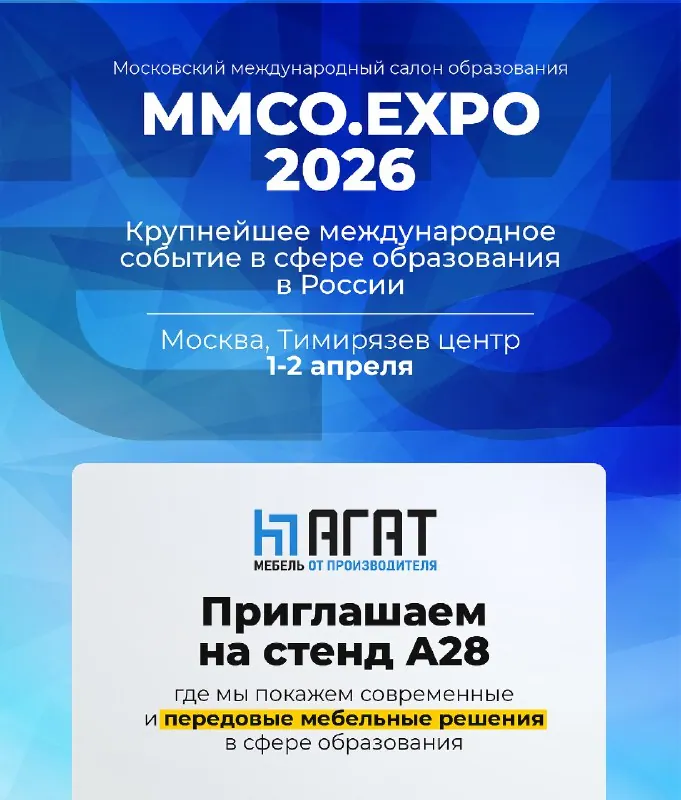 Московский международный салон образования
MMCO.EXPO
2026
Крупнейшее международное
событие в сфере образования
в России
Москва, Тимирязев центр
1-2 апреля
АГАТ
МЕБЕЛЬ ОТ ПРОИЗВОДИТЕЛЯ
Приглашаем
на стенд А28
где мы покажем современные
и передовые мебельные решения
в сфере образования